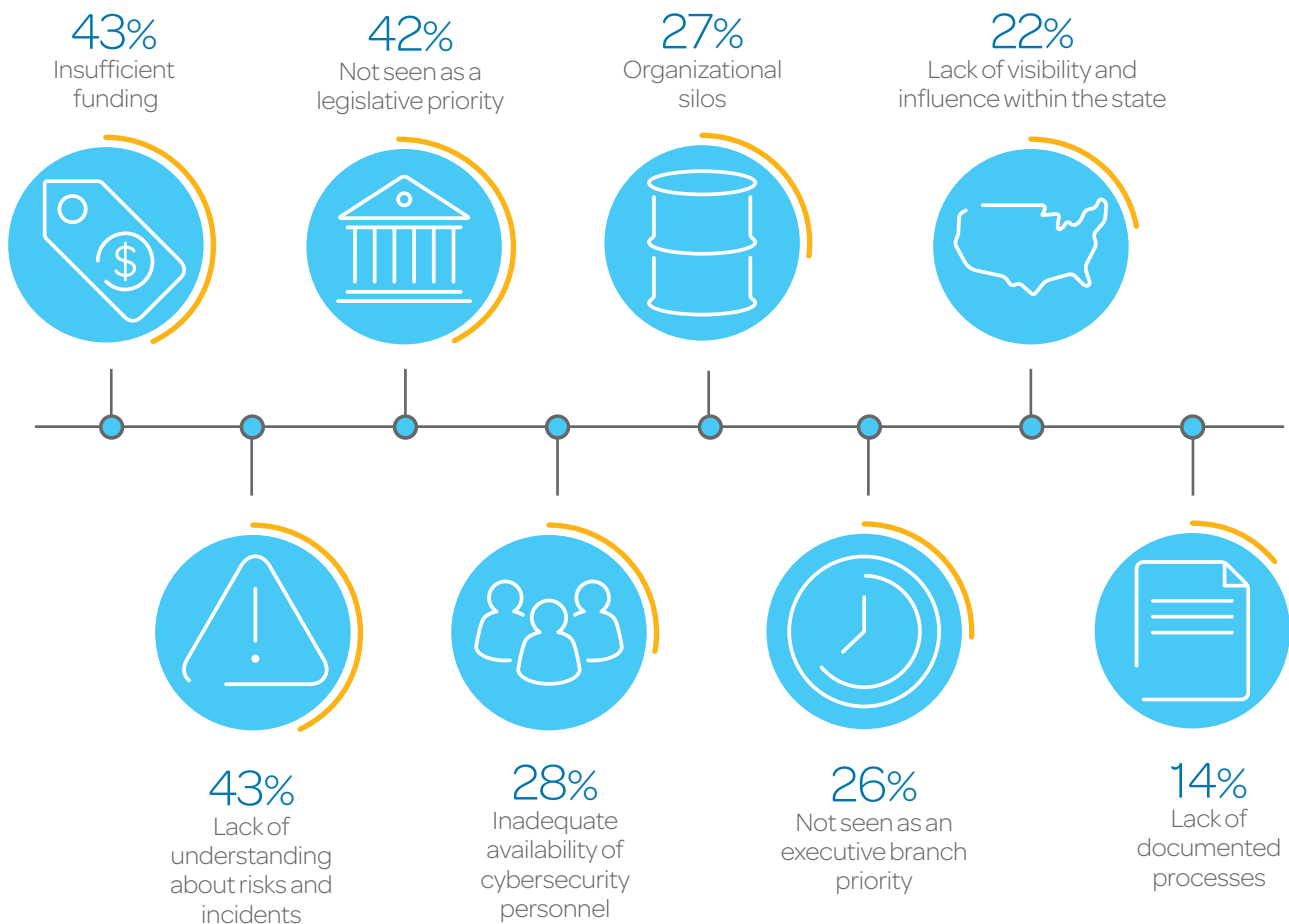 43%
Insufficient
funding
42%
Not seen as a
legislative priority
27%
Organizational
silos
22%
Lack of visibility and
influence within the state
$
43%
Lack of
understanding
about risks and
incidents
28%
Inadequate
availability of
cybersecurity
personnel
26%
Not seen as an
executive branch
priority
14%
Lack of
documented
processes